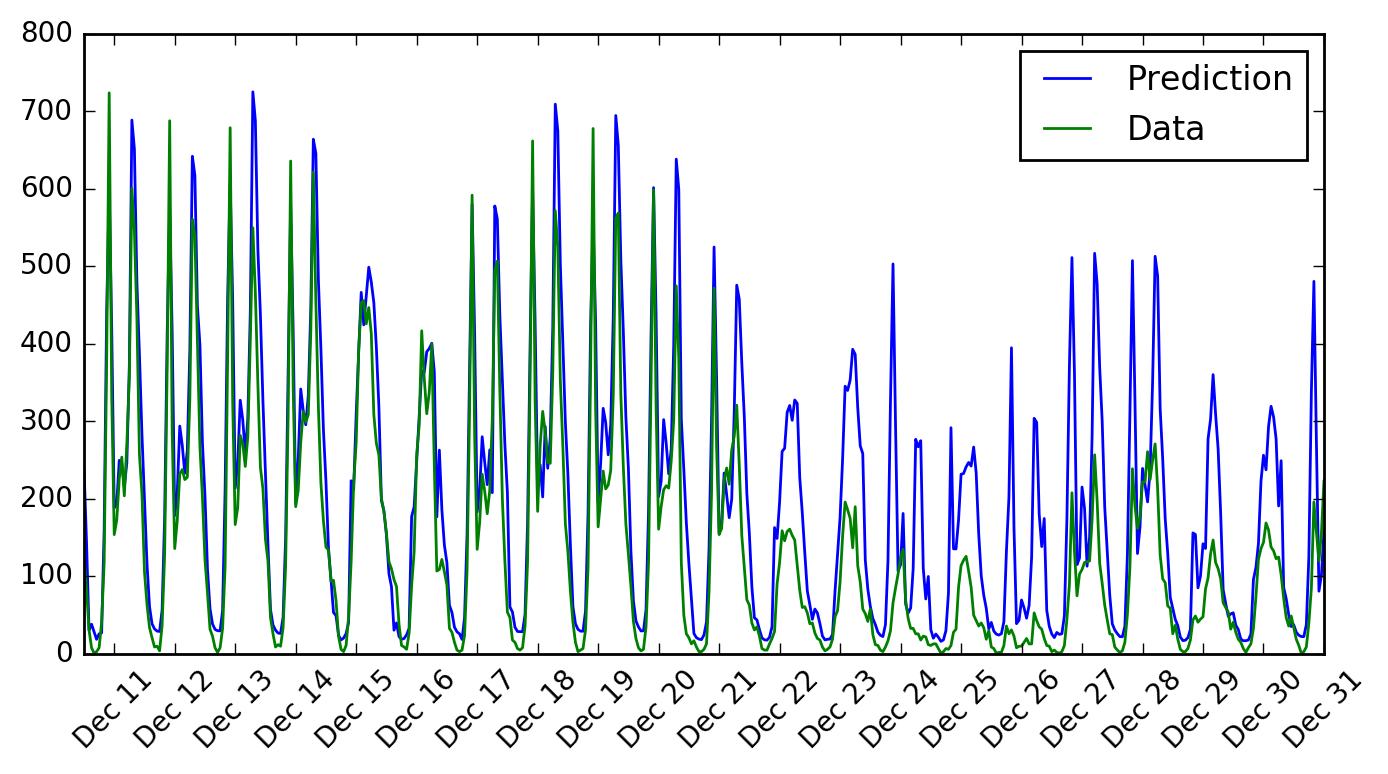 800
700
600
500
400
300
200
100
0
Prediction
Data
Dec 11
Dec 12
Dec 13
Dec 14
Dec 15
Dec 16
Dec 17
Dec 18
Dec 19
Dec 20
Dec 21
Dec 22
Dec 23
Dec 24
Dec 25
Dec 26
Dec 27
Dec 28
Dec 29
Dec 30
Dec 31